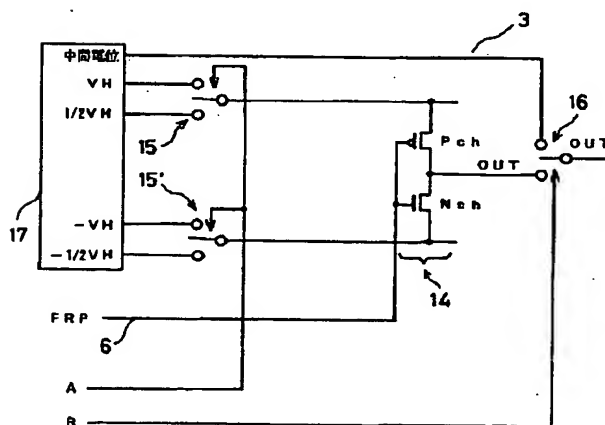 3
中間電位
VH
1/2VH
15
16
Pch
OUT
OUT
15'
Nch
-VH
-1/2VH
17
14
FRP
6
A
B